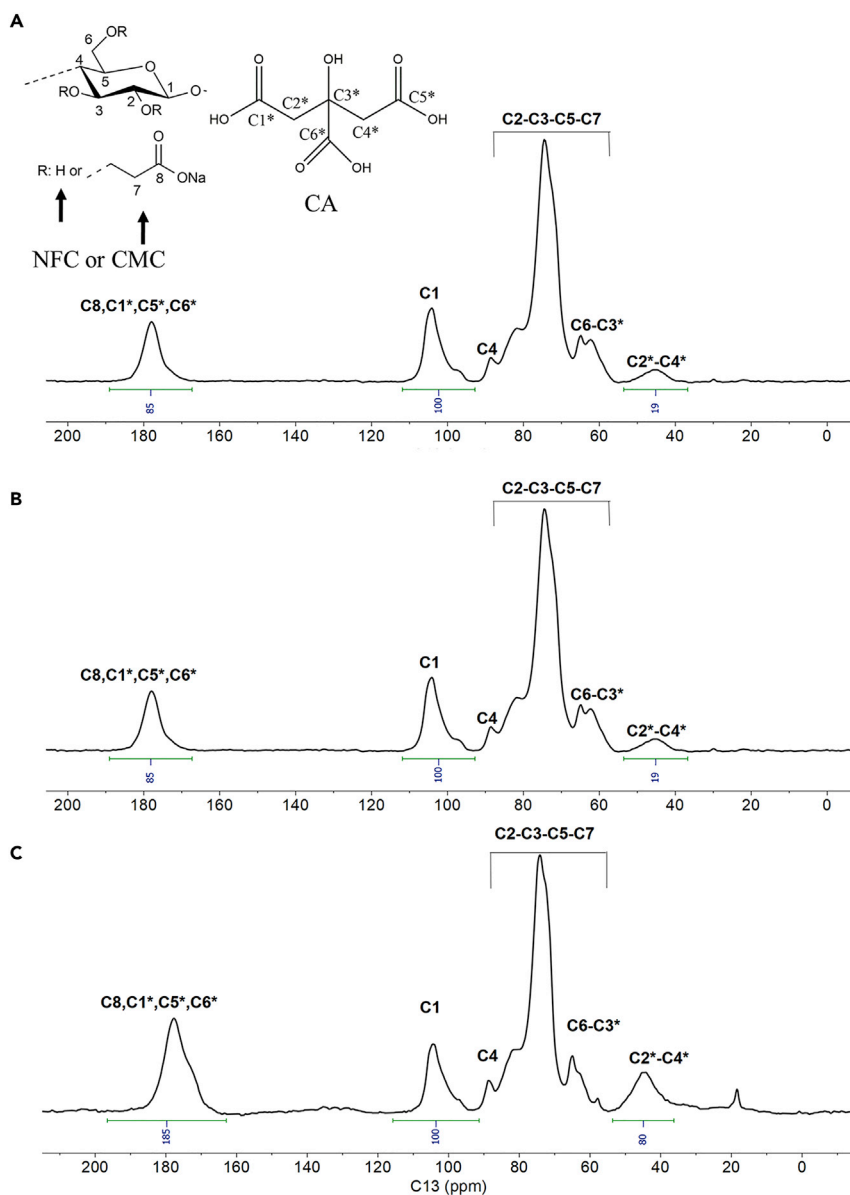 A
OR
6
4
O
5
RO
3
2
OR
1
O
R: H or
7
O
8
ONa
NFC or CMC
O
OH
O
C2*
C3*
C5*
HO
C1*
C6*
C4*
OH
O
OH
CA
C2-C3-C5-C7
C8,C1*,C5*,C6*
C1
C4
C6-C3*
C2*-C4*
85
100
19
200 180 160 140 120 100 80 60 40 20 0
B
C2-C3-C5-C7
C8,C1*,C5*,C6*
C1
C4
C6-C3*
C2*-C4*
85
100
19
200 180 160 140 120 100 80 60 40 20 0
C
C2-C3-C5-C7
C8,C1*,C5*,C6*
C1
C4
C6-C3*
C2*-C4*
185
100
80
200 180 160 140 120 100 80 60 40 20 0
C13 (ppm)